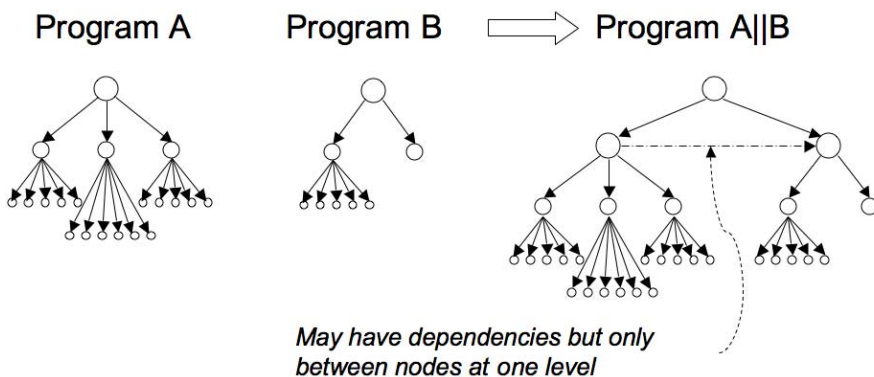 Program A
Program B
Program A||B
May have dependencies but only
between nodes at one level